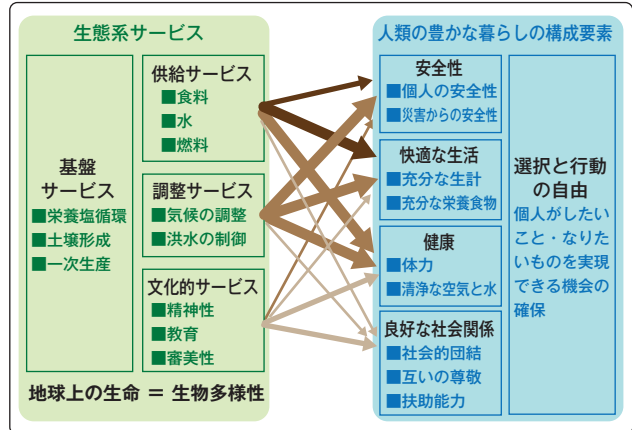 生態系サービス
基盤
サービス
■栄養塩循環
■土壌形成
■一次生産
供給サービス
■食料
■水
■燃料
調整サービス
■気候の調整
■洪水の制御
文化的サービス
■精神性
■教育
■審美性
地球上の生命 = 生物多様性
人類の豊かな暮らしの構成要素
安全性
■個人の安全性
■災害からの安全性
快適な生活
■充分な生計
■充分な栄養食物
健康
■体力
■清浄な空気と水
良好な社会関係
■社会的団結
■互いの尊敬
■扶助能力
選択と行動
の自由
個人がしたい
こと・なりた
いものを実現
できる機会の
確保